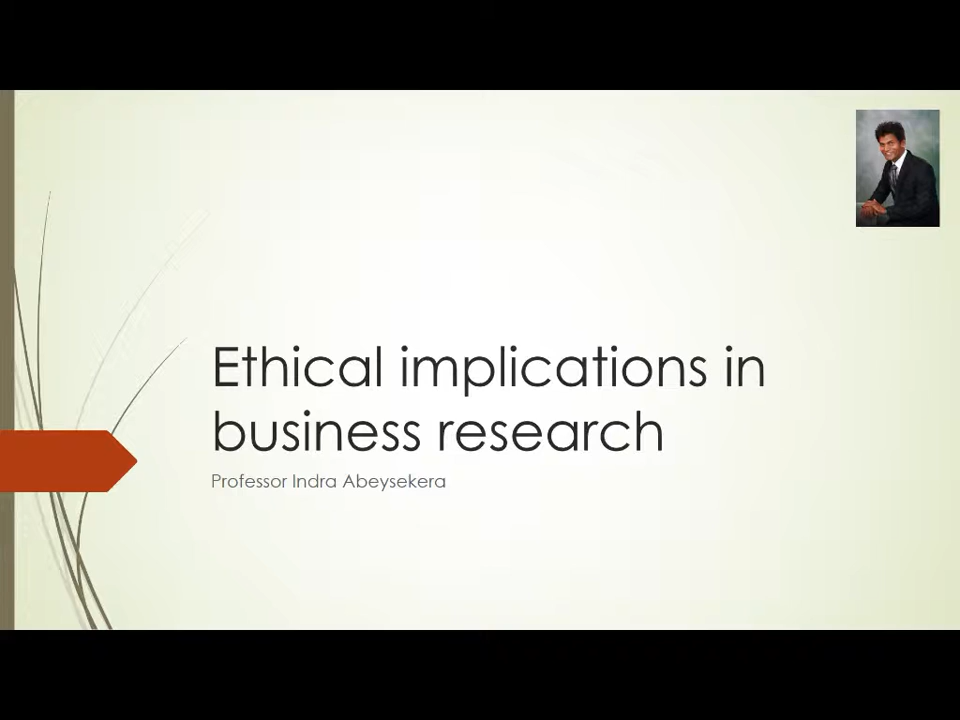 Ethical implications in
business research
Professor Indra Abeysekera